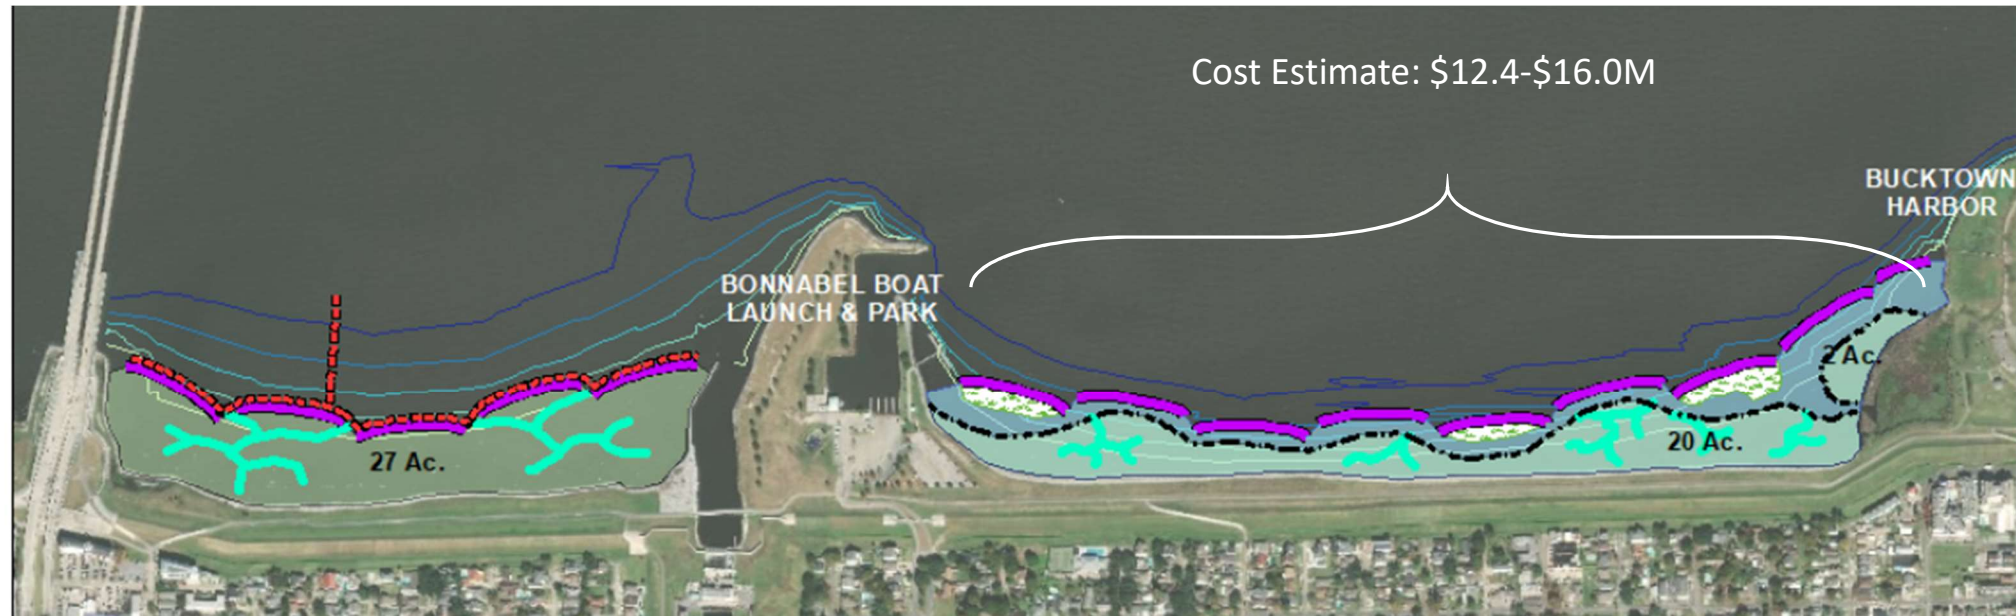 Cost Estimate: $12.4-$16.0M
BUCKTOWN
HARBOR
BONNABEL BOAT
LAUNCH & PARK
2 Ac.
27 Ac.
20 Ac.